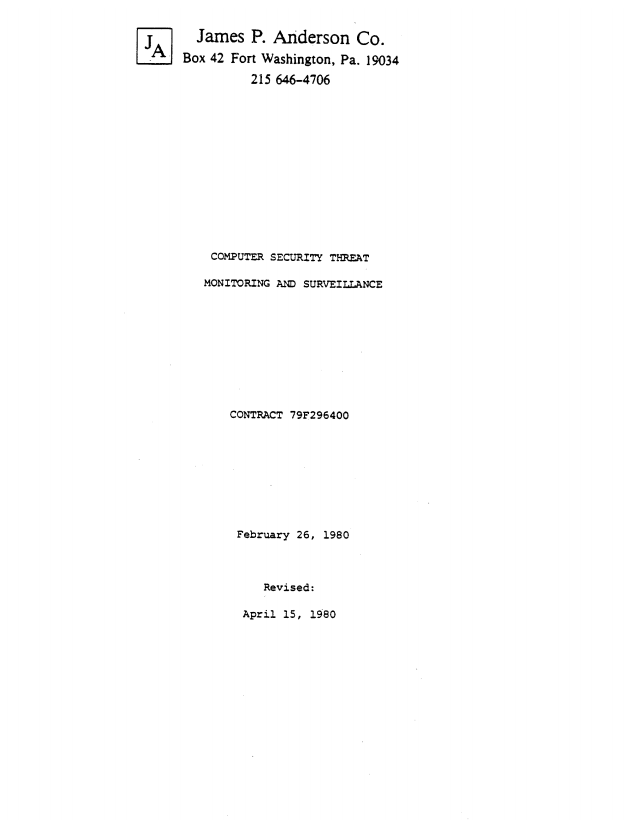 JA
James P. Anderson Co.
Box 42 Fort Washington, Pa. 19034
215 646-4706
COMPUTER SECURITY THREAT
MONITORING AND SURVEILLANCE
CONTRACT 79F296400
February 26, 1980
Revised:
April 15, 1980